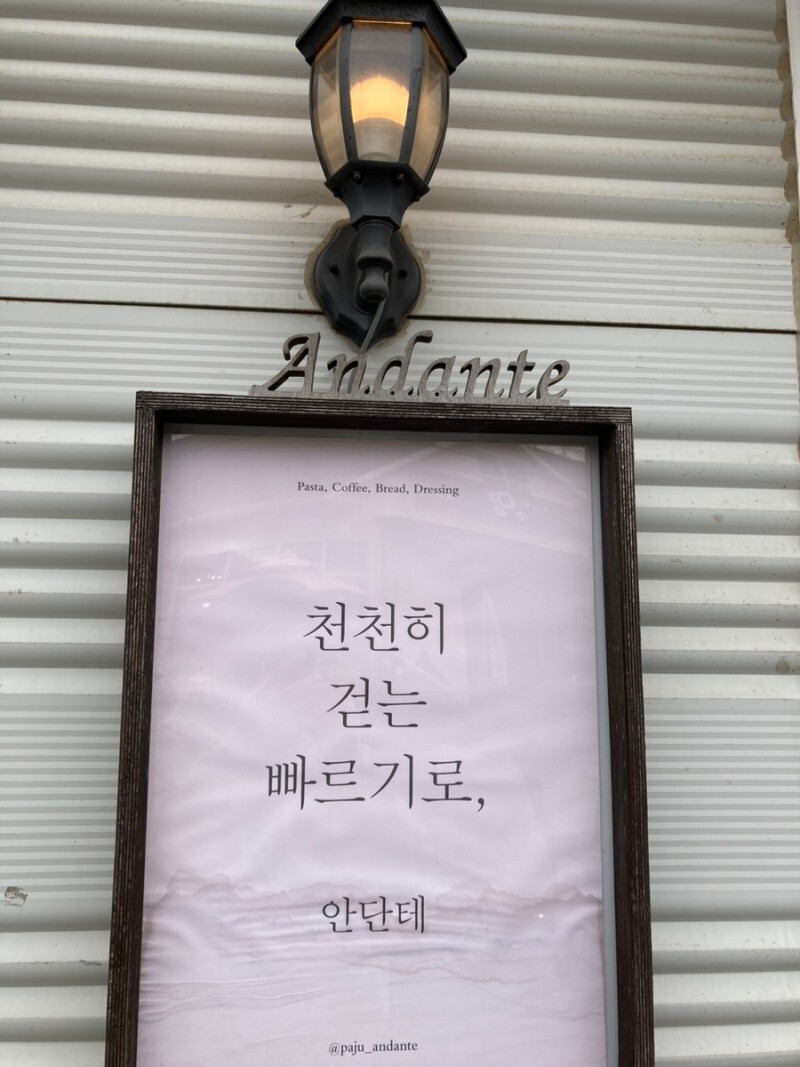 Andante
Pasta, Coffee, Bread, Dressing
천천히
걷는
빠르기로,
안단테
@paju_andante